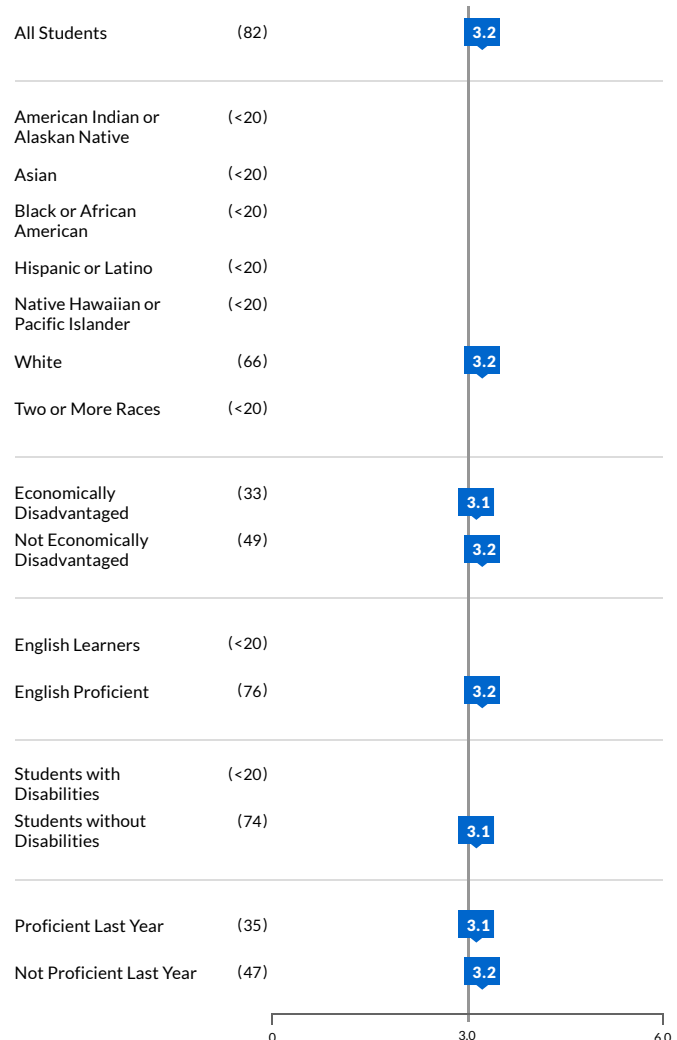 All Students (82) 3.2
American Indian or (<20)
Alaskan Native
Asian (<20)
Black or African (<20)
American
Hispanic or Latino (<20)
Native Hawaiian or (<20)
Pacific Islander
White (66) 3.2
Two or More Races (<20)
Economically (33) 3.1
Disadvantaged
Not Economically (49) 3.2
Disadvantaged
English Learners (<20)
English Proficient (76) 3.2
Students with (<20)
Disabilities
Students without (74) 3.1
Disabilities
Proficient Last Year (35) 3.1
Not Proficient Last Year (47) 3.2
0 3.0 6.0